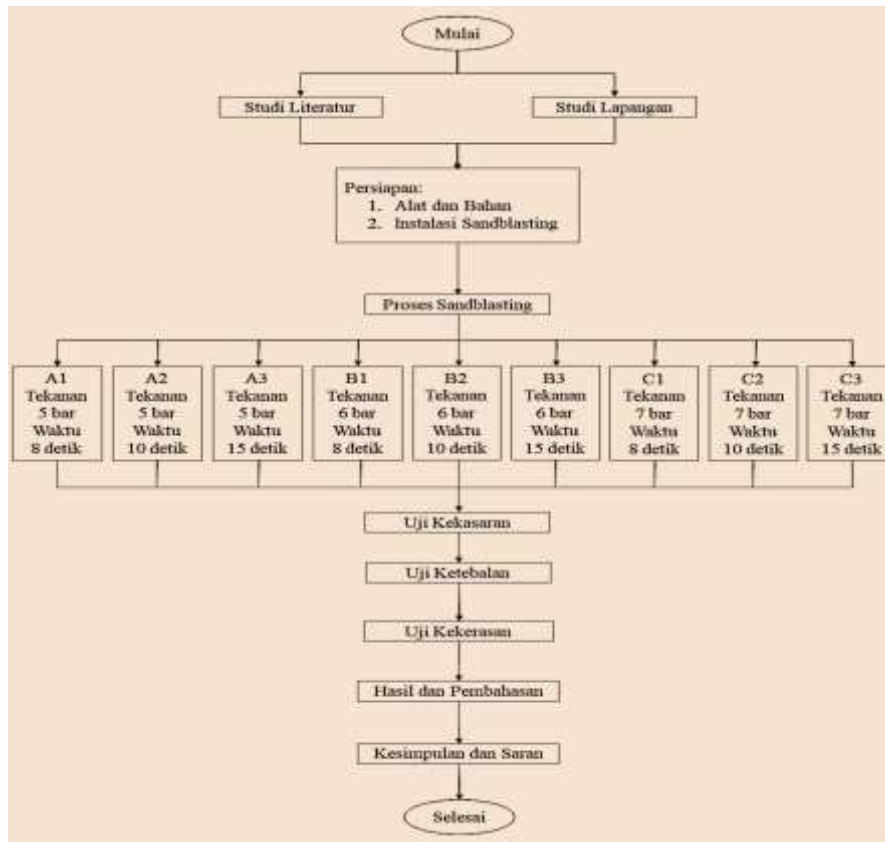 Mulai
Studi Literatur
Studi Lapangan
Persiapan:
1. Alat dan Bahan
2. Instalasi Sandblasting
Proses Sandblasting
A1
Tekanan
5 bar
Waktu
8 detik
A2
Tekanan
5 bar
Waktu
10 detik
A3
Tekanan
5 bar
Waktu
15 detik
B1
Tekanan
6 bar
Waktu
8 detik
B2
Tekanan
6 bar
Waktu
10 detik
B3
Tekanan
6 bar
Waktu
15 detik
C1
Tekanan
7 bar
Waktu
8 detik
C2
Tekanan
7 bar
Waktu
10 detik
C3
Tekanan
7 bar
Waktu
15 detik
Uji Kekasaran
Uji Ketebalan
Uji Kekerasan
Hasil dan Pembahasan
Kesimpulan dan Saran
Selesai